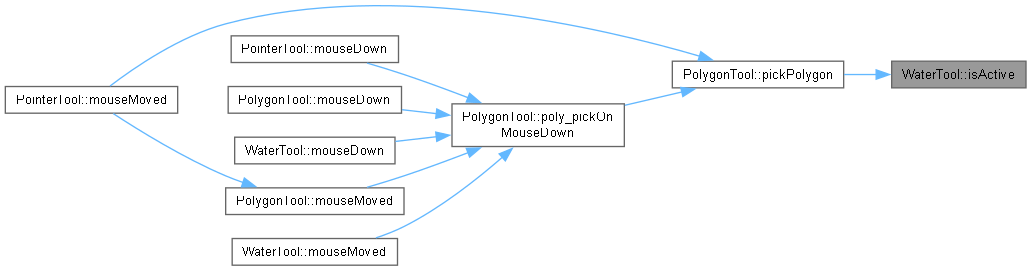 PointerTool::mouseMoved
PointerTool::mouseDown
PolygonTool::mouseDown
WaterTool::mouseDown
PolygonTool::mouseMoved
WaterTool::mouseMoved
PolygonTool::poly_pickOn
MouseDown
PolygonTool::pickPolygon
WaterTool::isActive